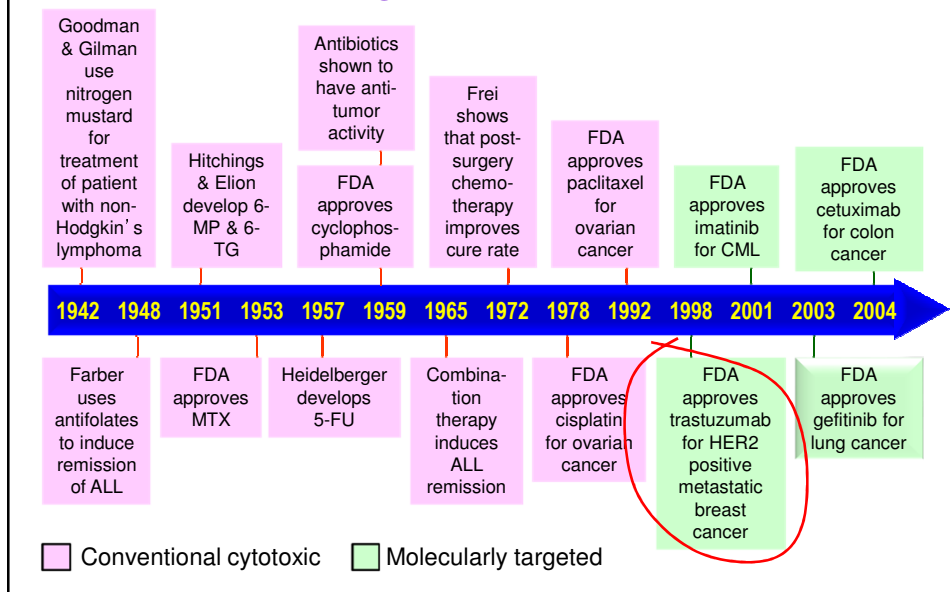 Goodman
& Gilman
use
nitrogen
mustard
for
treatment
of patient
with non-
Hodgkin's
lymphoma
Hitchings
& Elion
develop 6-
MP & 6-
TG
Antibiotics
shown to
have anti-
tumor
activity
FDA
approves
cyclophos-
phamide
Frei
shows
that post-
surgery
chemo-
therapy
improves
cure rate
FDA
approves
paclitaxel
for
ovarian
cancer
FDA
approves
imatinib
for CML
FDA
approves
cetuximab
for colon
cancer
1942 1948 1951 1953 1957 1959 1965 1972 1978 1992 1998 2001 2003 2004
Farber
uses
antifolates
to induce
remission
of ALL
FDA
approves
MTX
Heidelberger
develops
5-FU
Combina-
tion
therapy
induces
ALL
remission
FDA
approves
cisplatin
for ovarian
cancer
FDA
approves
trastuzumab
for HER2
positive
metastatic
breast
cancer
FDA
approves
gefitinib for
lung cancer
Conventional cytotoxic
Molecularly targeted